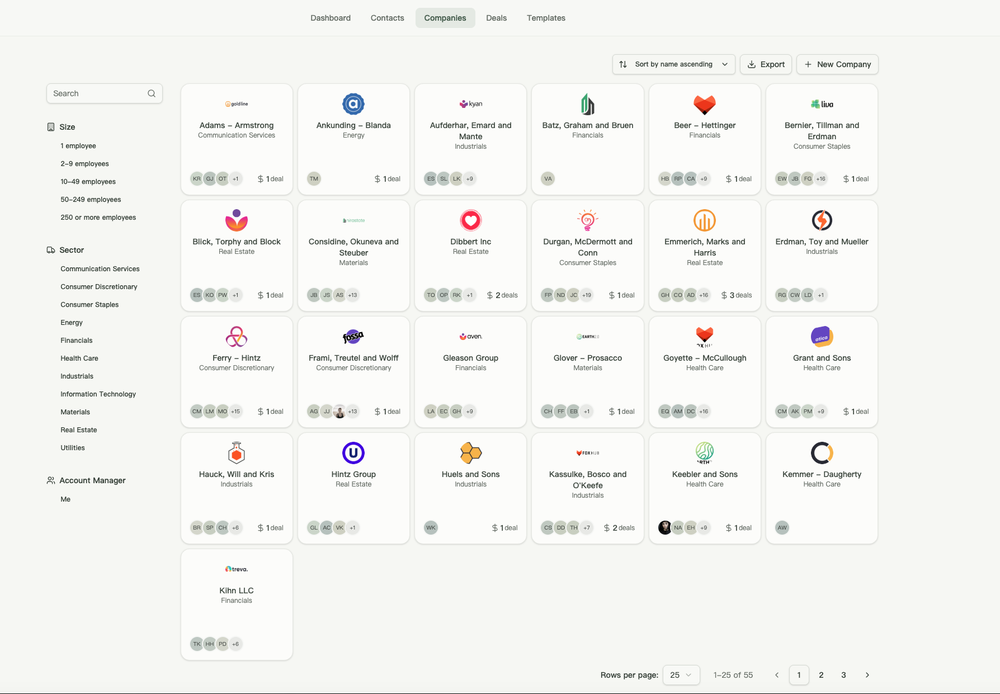 Dashboard Contacts Companies Deals Templates
Sort by name ascending Export New Company
Search
Size
1 employee
2–9 employees
10–49 employees
50–249 employees
250 or more employees
Sector
Communication Services
Consumer Discretionary
Consumer Staples
Energy
Financials
Health Care
Industrials
Information Technology
Materials
Real Estate
Utilities
Account Manager
Me
goldline
Adams – Armstrong
Communication Services
KR GJ OT +1 $ 1 deal
a
Ankunding – Blanda
Energy
TM $ 1 deal
kyan
Aufderhar, Emard and
Mante
Industrials
ES SL LK +9
Batz, Graham and Bruen
Financials
VA
Beer – Hettinger
Financials
HB RP CA +9 $ 1 deal
liva
Bernier, Tillman and
Erdman
Consumer Staples
EW JB FG +16 $ 1 deal
Blick, Torphy and Block
Real Estate
ES KO PW +1 $ 1 deal
nirastate
Considine, Okuneva and
Steuber
Materials
JB JS AS +13
Dibbert Inc
Real Estate
TO OP RK +1 $ 2 deals
Durgan, McDermott and
Conn
Consumer Staples
FP ND JC +19 $ 1 deal
Emmerich, Marks and
Harris
Real Estate
GH CO AD +16 $ 3 deals
Erdman, Toy and Mueller
Industrials
RG CW LD +1
Ferry – Hintz
Consumer Discretionary
CM LM MO +15 $ 1 deal
fossa
Frami, Treutel and Wolff
Consumer Discretionary
AG JJ +13 $ 1 deal
aven.
Gleason Group
Financials
LA EC GH +9
EARTH2.0
Glover – Prosacco
Materials
CH FF EB +1 $ 1 deal
Goyette – McCullough
Health Care
EQ AM DC +16
atica
Grant and Sons
Health Care
CM AK PM +9 $ 1 deal
Hauck, Will and Kris
Industrials
BR SP CH +6 $ 1 deal
U
Hintz Group
Real Estate
GL AC VK +1
Huels and Sons
Industrials
WK $ 1 deal
FOXHUB
Kassulke, Bosco and
O'Keefe
Industrials
CS DD TH +7 $ 2 deals
Keebler and Sons
Health Care
NA EH +9 $ 1 deal
Kemmer – Daugherty
Health Care
AW
treva.
Kihn LLC
Financials
TK HH PD +6
Rows per page: 25 1–25 of 55 1 2 3